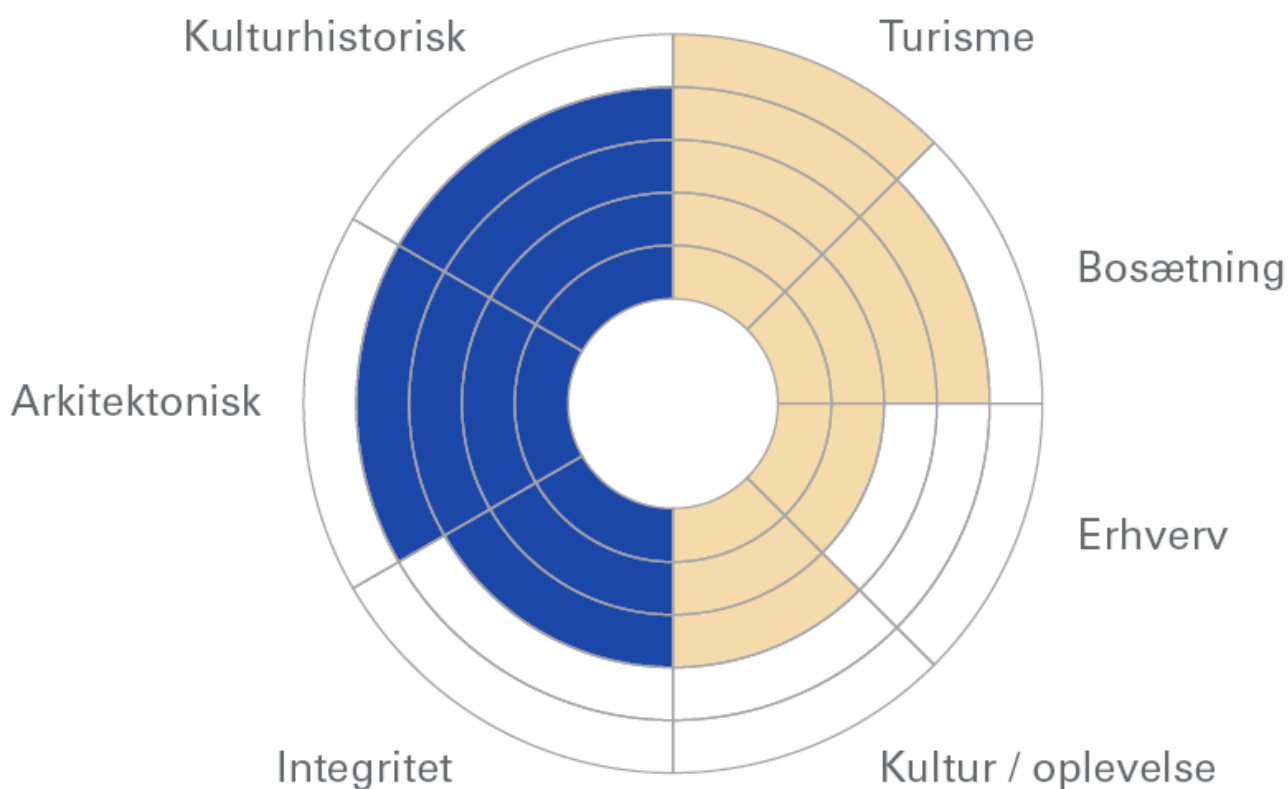 Kulturhistorisk
Turisme
Bosætning
Arkitektonisk
Erhverv
Integritet
Kultur / oplevelse